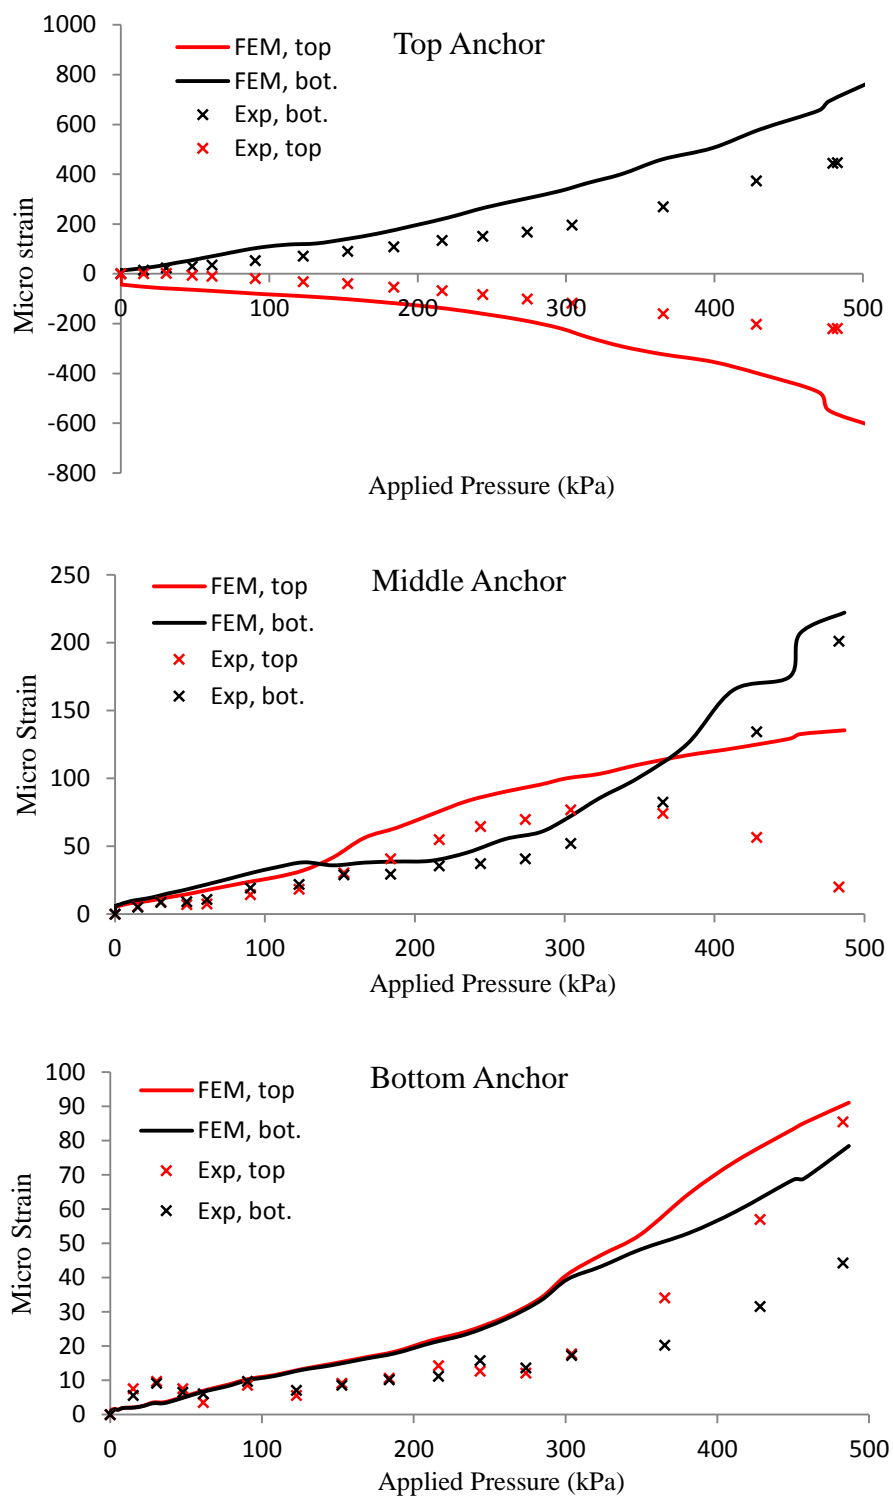 1000
800
600
400
200
0
-200
-400
-600
-800
Micro strain
FEM, top
FEM, bot.
Exp, bot.
Exp, top
Top Anchor
0 100 200 300 400 500
Applied Pressure (kPa)
250
200
150
100
50
0
Micro Strain
FEM, top
FEM, bot.
Exp, top
Exp, bot.
Middle Anchor
0 100 200 300 400 500
Applied Pressure (kPa)
100
90
80
70
60
50
40
30
20
10
0
Micro Strain
FEM, top
FEM, bot.
Exp, top
Exp, bot.
Bottom Anchor
0 100 200 300 400 500
Applied Pressure (kPa)